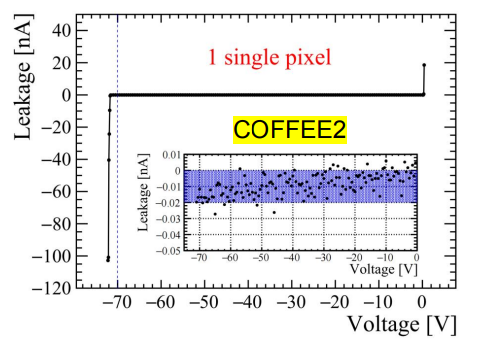 Leakage [nA]
40
20
0
−20
−40
−60
−80
−100
−120
1 single pixel
COFFEE2
Leakage [nA]
0.01
0
−0.01
−0.02
−0.03
−0.04
−0.05
−70 −60 −50 −40 −30 −20 −10 0
Voltage [V]
−70 −60 −50 −40 −30 −20 −10 0
Voltage [V]